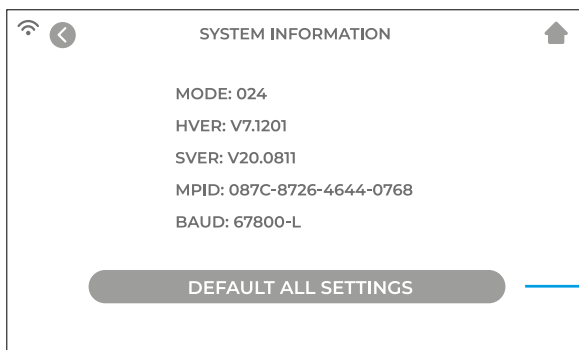 SYSTEM INFORMATION
MODE: 024
HVER: V7.1201
SVER: V20.0811
MPID: 087C-8726-4644-0768
BAUD: 67800-L
DEFAULT ALL SETTINGS